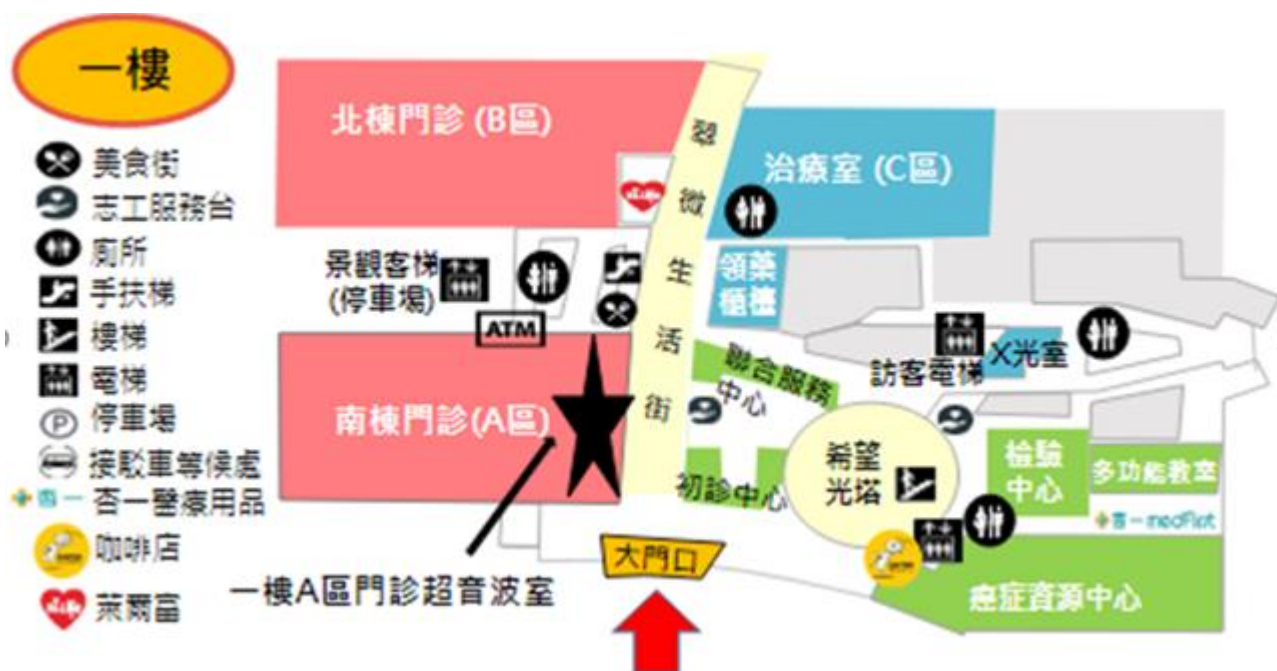 一樓
美食街
志工服務台
廁所
手扶梯
樓梯
電梯
P 停車場
接駁車等候處
杏一 杏一醫療用品
咖啡店
萊爾富
北棟門診 (B區)
翠微生活街
治療室 (C區)
景觀客梯
(停車場)
ATM
領藥
櫃檯
訪客電梯
X光室
聯合服務
中心
南棟門診(A區)
初診中心
希望
光塔
檢驗
中心
多功能教室
杏一 medFirst
大門口
癌症資源中心
一樓A區門診超音波室